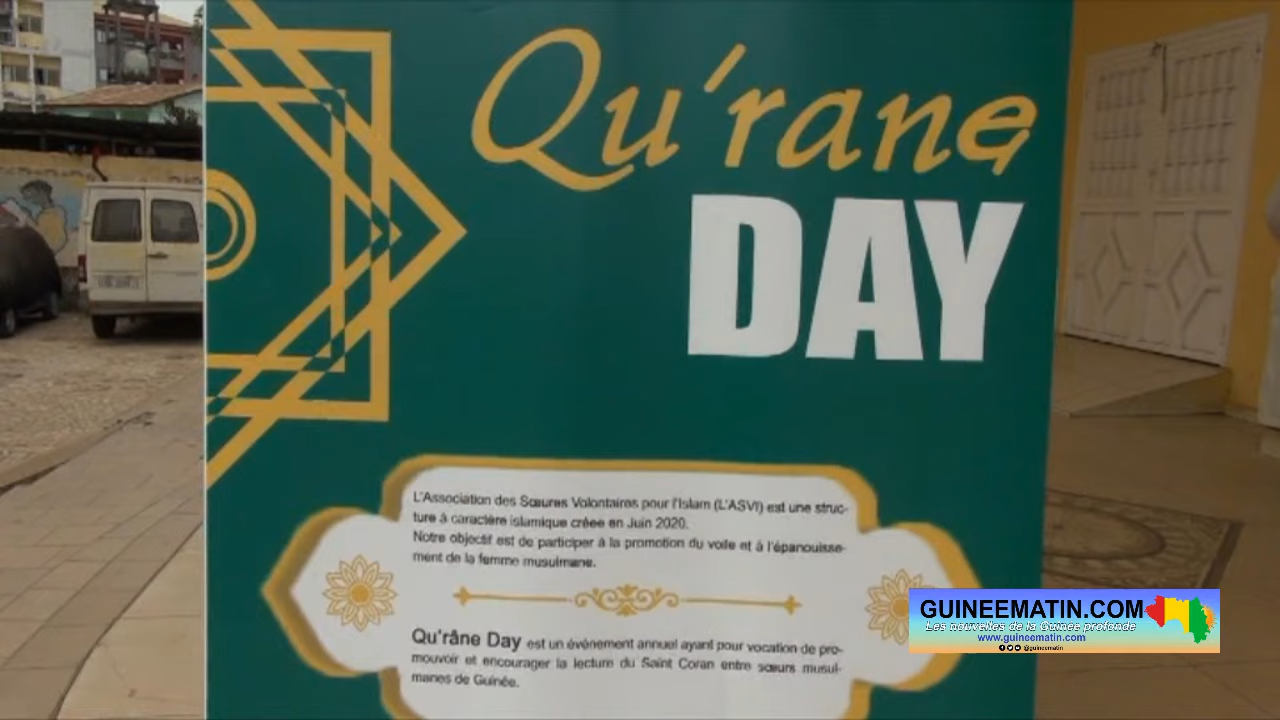 Qu'rane
DAY
L'Association des Sœures Volontaires pour l'Islam (L'ASVI) est une struc-
ture à caractère islamique créee en Juin 2020.
Notre objectif est de participer à la promotion du voile et à l'épanouisse-
ment de la femme musulmane.
Qu'râne Day est un événement annuel ayant pour vocation de pro-
mouvoir et encourager la lecture du Saint Coran entre sœurs musul-
manes de Guinée.
GUINEEMATIN.COM
Les nouvelles de la Guinée profonde
www.guineematin.com
@guineematin